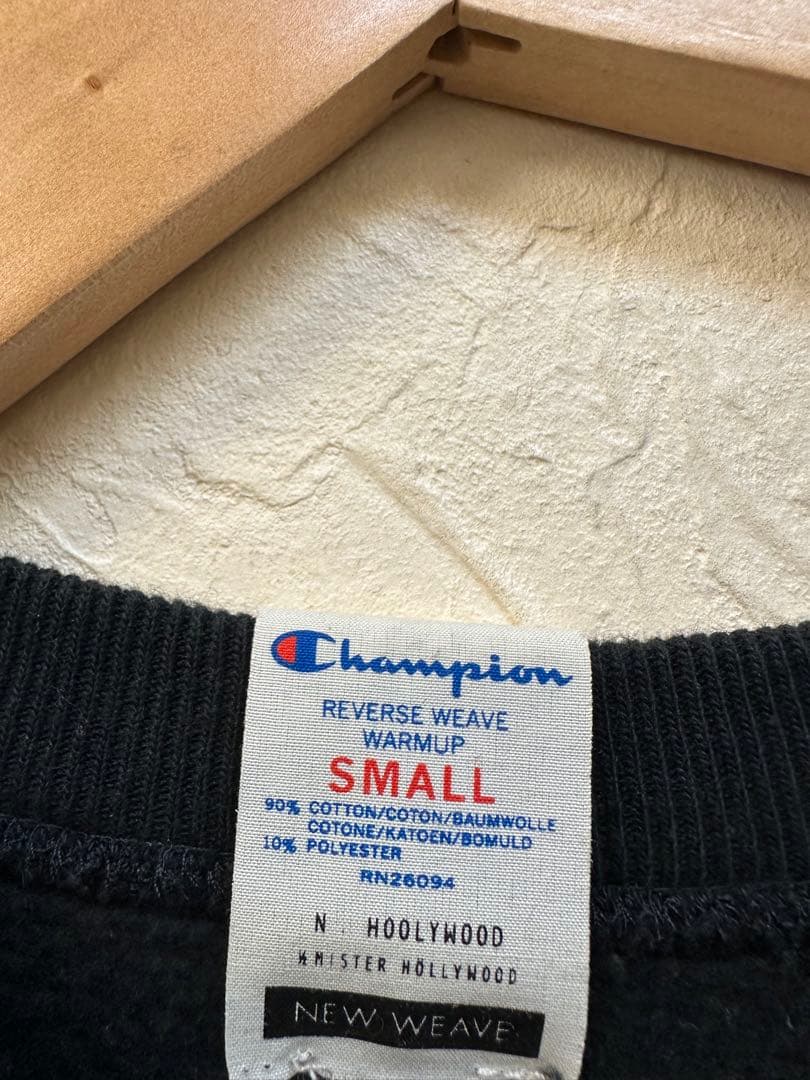 Champion
REVERSE WEAVE
WARMUP
SMALL
90% COTTON/COTON/BAUMWOLLE
COTONE/KATOEN/BOMULD
10% POLYESTER
RN26094
N. HOOLYWOOD
MISTER HOLLYWOOD
NEW WEAVE